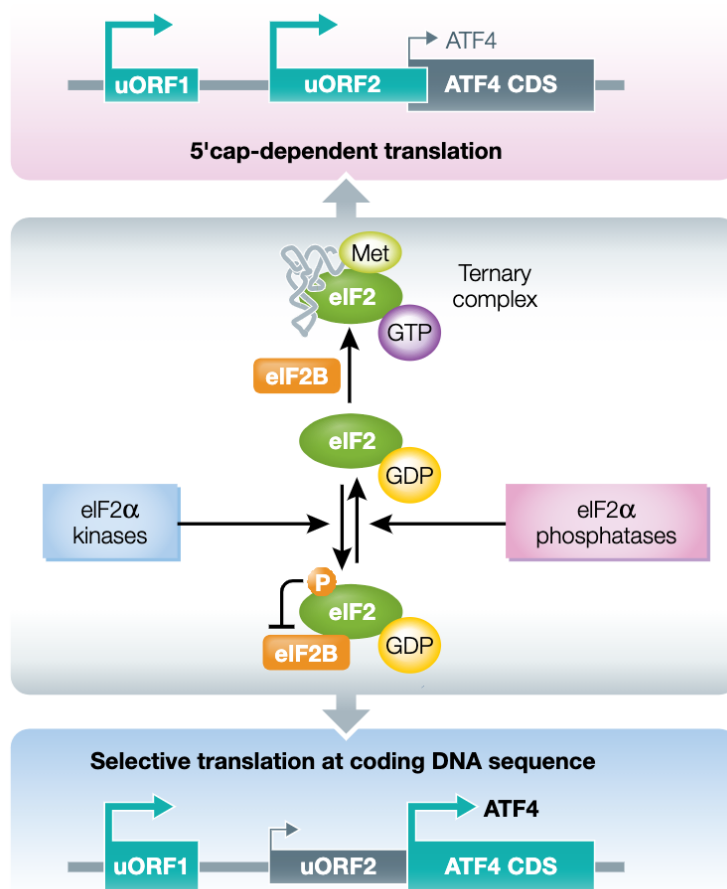 ATF4
uORF1
uORF2
ATF4 CDS
5'cap-dependent translation
Met
eIF2
Ternary
complex
GTP
eIF2B
eIF2
GDP
eIF2α
kinases
eIF2α
phosphatases
P
eIF2
eIF2B
GDP
Selective translation at coding DNA sequence
ATF4
uORF1
uORF2
ATF4 CDS